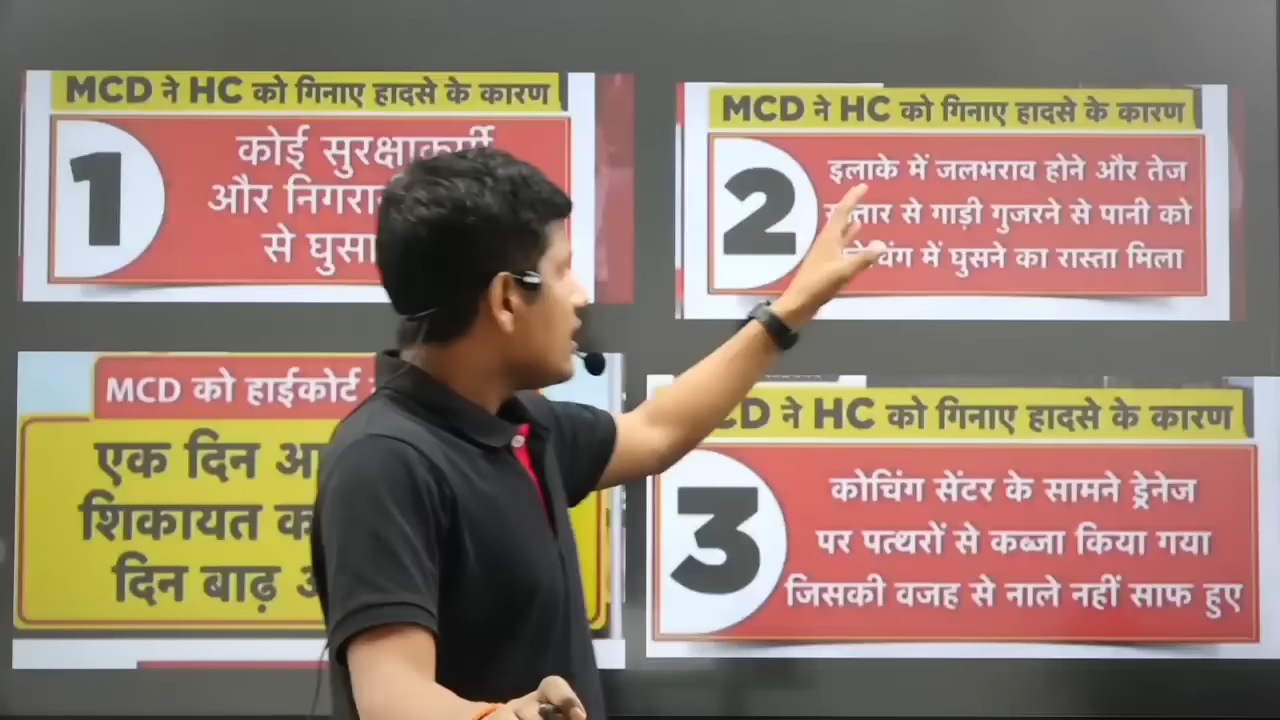 MCD ने HC को गिनाए हादसे के कारण
1
कोई सुरक्षाकर्मी
और
से
MCD ने HC को गिनाए हादसे के कारण
2
इलाके में जलभराव होने और तेज
से गाड़ी गुजरने से पानी को
में घुसने का रास्ता मिला
MCD को हाईकोर्ट
एक दिन
शिकायत
दिन बाढ़
ने HC को गिनाए हादसे के कारण
3
कोचिंग सेंटर के सामने ड्रेनेज
पर पत्थरों से कब्जा किया गया
जिसकी वजह से नाले नहीं साफ हुए